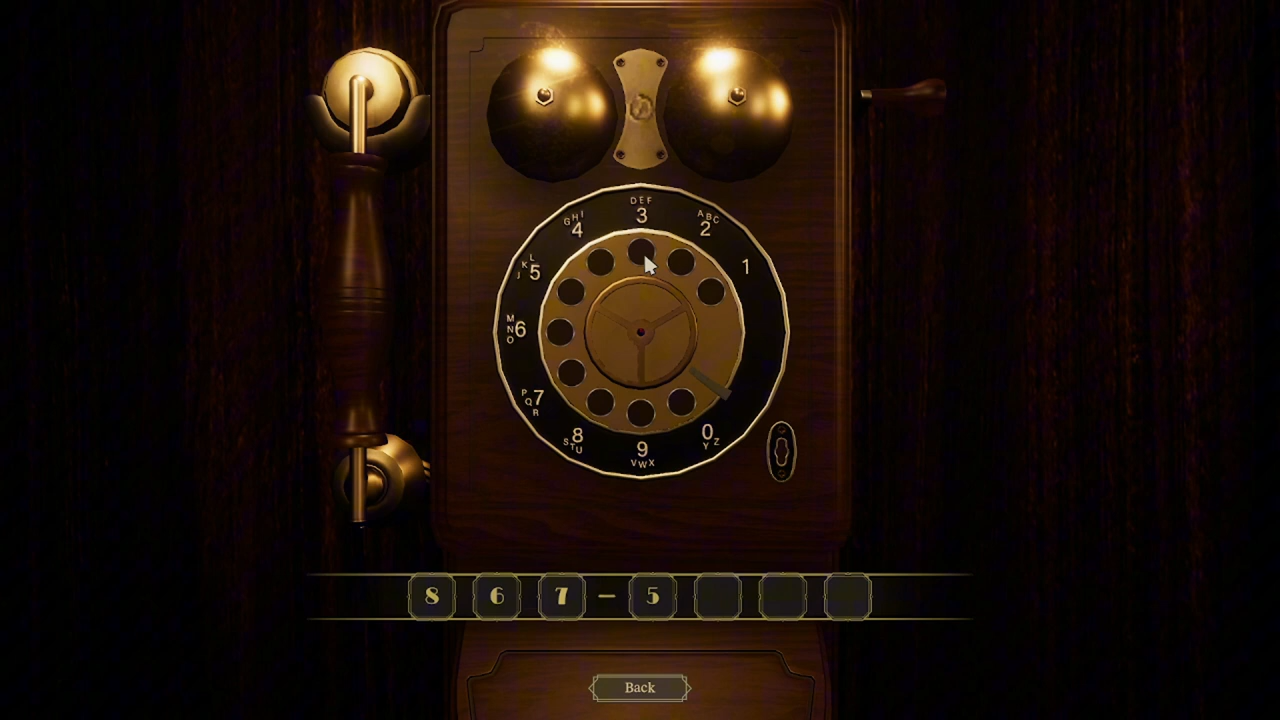 DEF
3
GHI
4
ABC
2
JKL
5
1
MNO
6
PQR
7
STU
8
9
VWX
0
YZ
8 6 7 – 5
Back